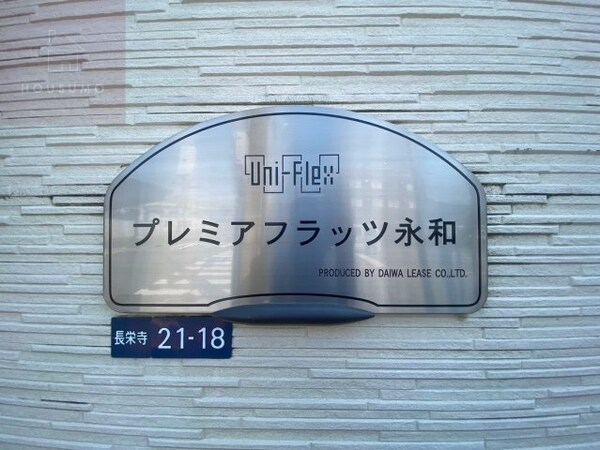 HOUSUMO
Uni-Flex
プレミアフラッツ永和
PRODUCED BY DAIWA LEASE CO.,LTD.
長栄寺 21-18